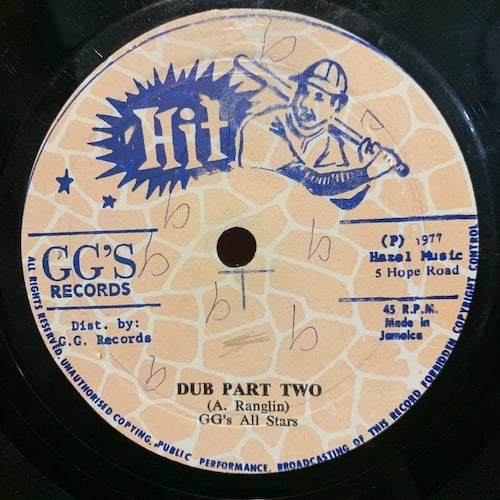 Hit
GG'S
RECORDS
Dist. by:
G.G. Records
(P) 1977
Hazel Music
5 Hope Road
45 R.P.M.
Made in
Jamaica
DUB PART TWO
(A. Ranglin)
GG's All Stars
ALL RIGHTS RESERVED. UNAUTHORISED COPYING, PUBLIC PERFORMANCE, BROADCASTING OF THIS RECORD FORBIDDEN COPYRIGHT CONTROL